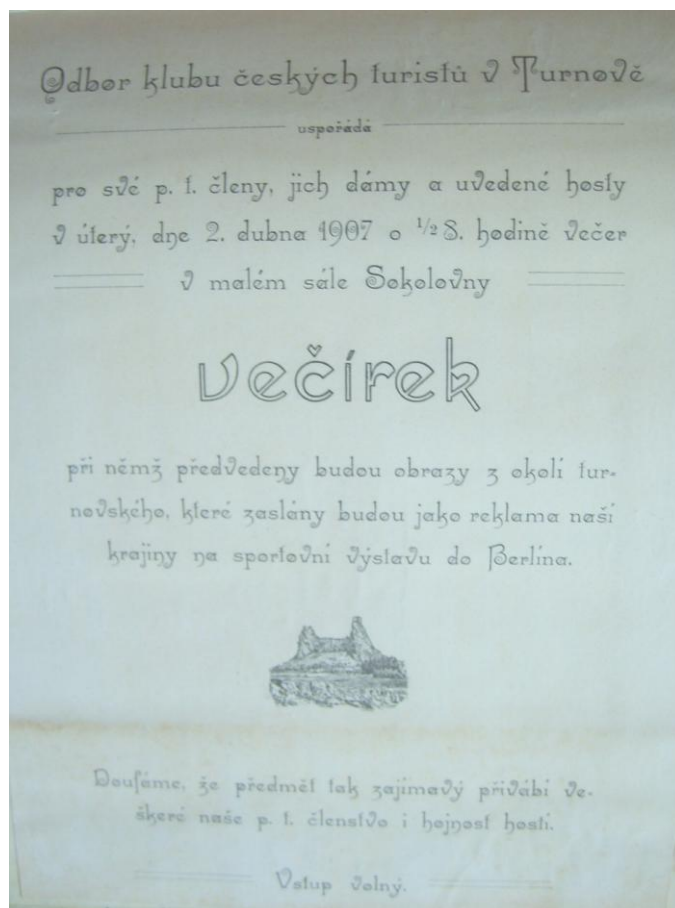 Odbor klubu českých turistů v Turnově
uspořádá
pro své p. t. členy, jich dámy a uvedené hosty
v úterý, dne 2. dubna 1907 o ½8. hodině večer
v malém sále Sokolovny
večírek
při němž předvedeny budou obrazy z okolí tur-
novského, které zaslány budou jako reklama naší
krajiny na sportovní výstavu do Berlína.
Doufáme, že předmět tak zajímavý přivábí ve-
škeré naše p. t. členstvo i hojnost hostí.
Vstup volný.